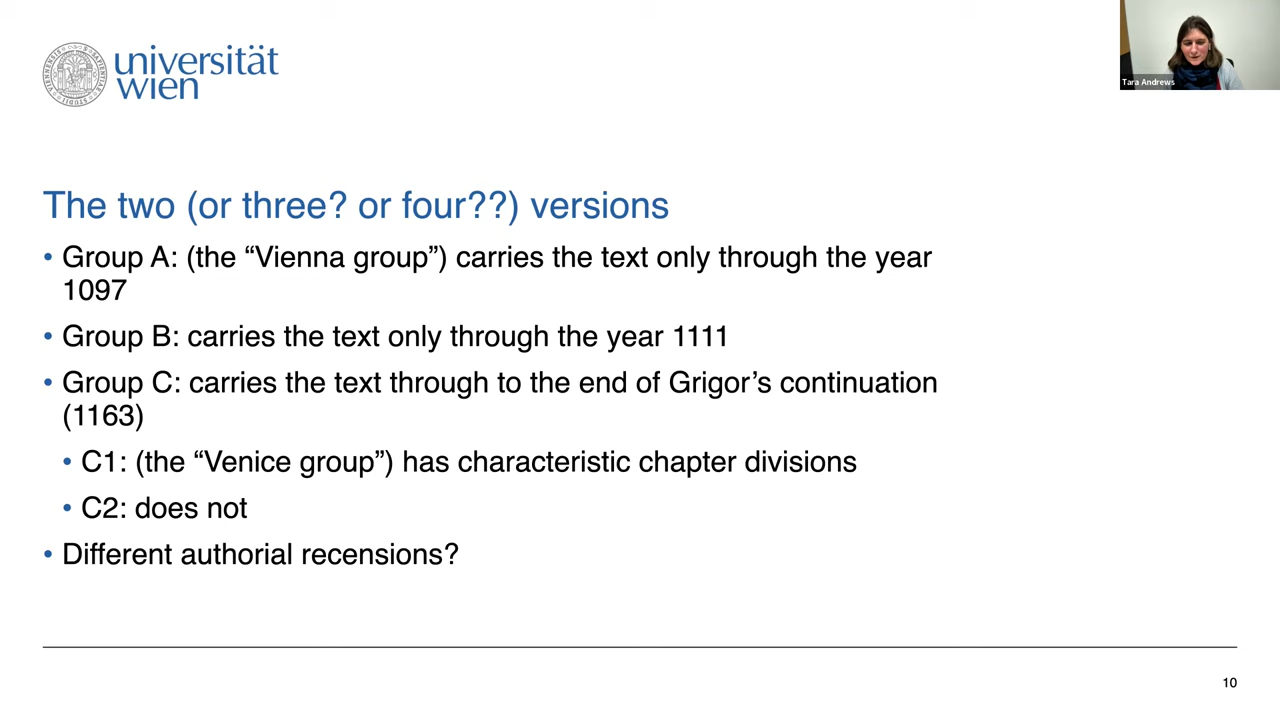 universität
wien
Tara Andrews
The two (or three? or four??) versions
• Group A: (the “Vienna group”) carries the text only through the year
1097
• Group B: carries the text only through the year 1111
• Group C: carries the text through to the end of Grigor’s continuation
(1163)
• C1: (the “Venice group”) has characteristic chapter divisions
• C2: does not
• Different authorial recensions?
10